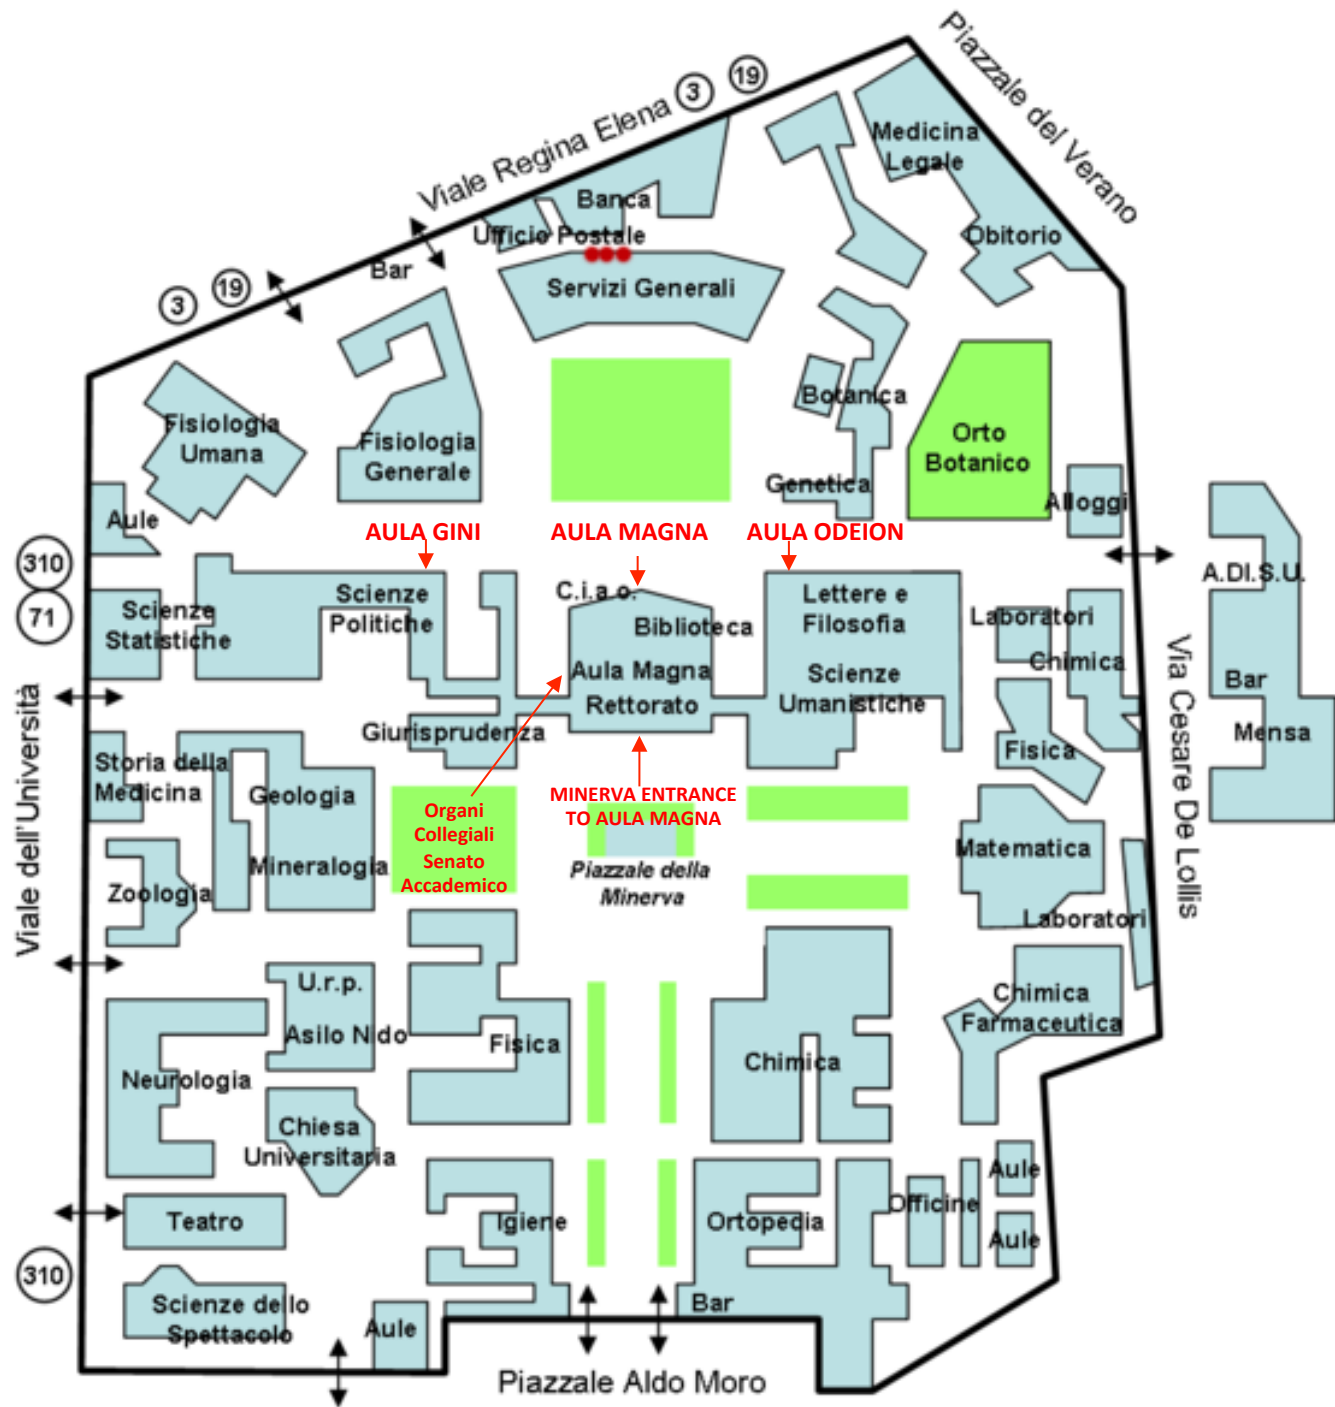 Piazzale del Verano
3
19
Viale Regina Elena
Medicina
Legale
Banca
Ufficio Postale
Obitorio
Bar
3
19
Servizi Generali
Botanica
Fisiologia
Umana
Fisiologia
Generale
Orto
Botanico
Genetica
Alloggi
Aule
AULA GINI
AULA MAGNA
AULA ODEION
310
71
A.DI.S.U.
C.i.a.o.
Scienze
Politiche
Lettere e
Filosofia
Scienze
Statistiche
Biblioteca
Laboratori
Chimica
Aula Magna
Rettorato
Scienze
Umanistiche
Bar
Mensa
Via Cesare De Lollis
Viale dell'Università
Giurisprudenza
Fisica
Storia della
Medicina
Geologia
Mineralogia
Organi
Collegiali
Senato
Accademico
MINERVA ENTRANCE
TO AULA MAGNA
Piazzale della
Minerva
Matematica
Zoologia
Laboratori
U.r.p.
Asilo Nido
Fisica
Chimica
Chimica
Farmaceutica
Neurologia
Chiesa
Universitaria
Aule
Officine
Aule
Teatro
Igiene
Ortopedia
310
Scienze dello
Spettacolo
Aule
Bar
Piazzale Aldo Moro